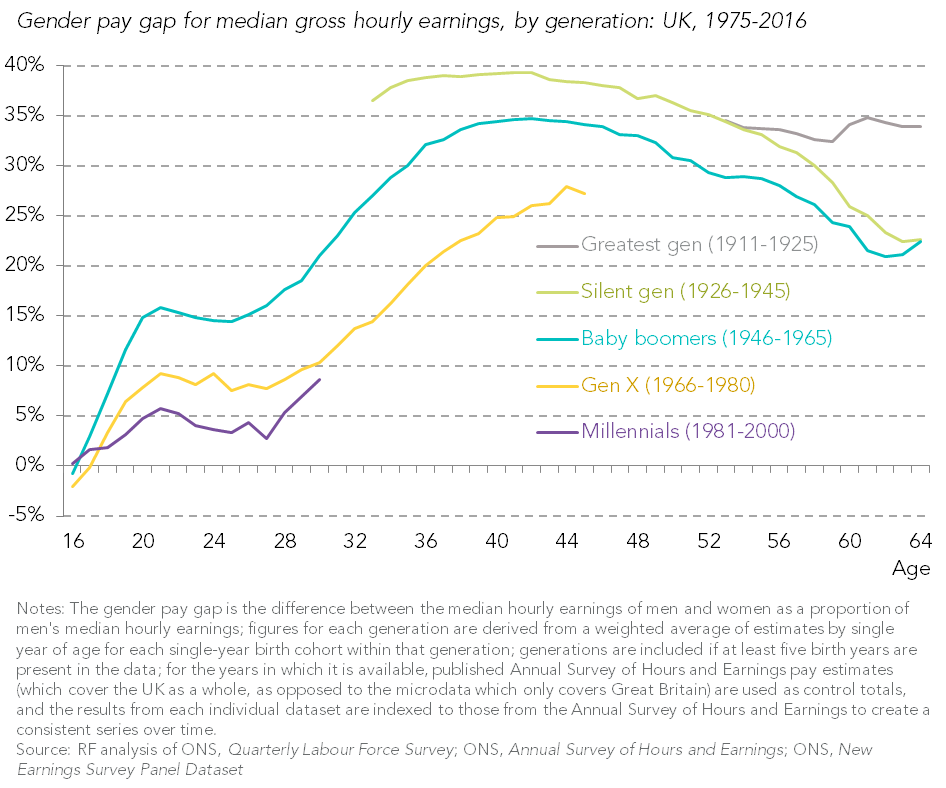 Gender pay gap for median gross hourly earnings, by generation: UK, 1975-2016
40%
35%
30%
25%
20%
15%
10%
5%
0%
-5%
Greatest gen (1911-1925)
Silent gen (1926-1945)
Baby boomers (1946-1965)
Gen X (1966-1980)
Millennials (1981-2000)
16 20 24 28 32 36 40 44 48 52 56 60 64
Age
Notes: The gender pay gap is the difference between the median hourly earnings of men and women as a proportion of
men's median hourly earnings; figures for each generation are derived from a weighted average of estimates by single
year of age for each single-year birth cohort within that generation; generations are included if at least five birth years are
present in the data; for the years in which it is available, published Annual Survey of Hours and Earnings pay estimates
(which cover the UK as a whole, as opposed to the microdata which only covers Great Britain) are used as control totals,
and the results from each individual dataset are indexed to those from the Annual Survey of Hours and Earnings to create a
consistent series over time.
Source: RF analysis of ONS, Quarterly Labour Force Survey; ONS, Annual Survey of Hours and Earnings; ONS, New
Earnings Survey Panel Dataset